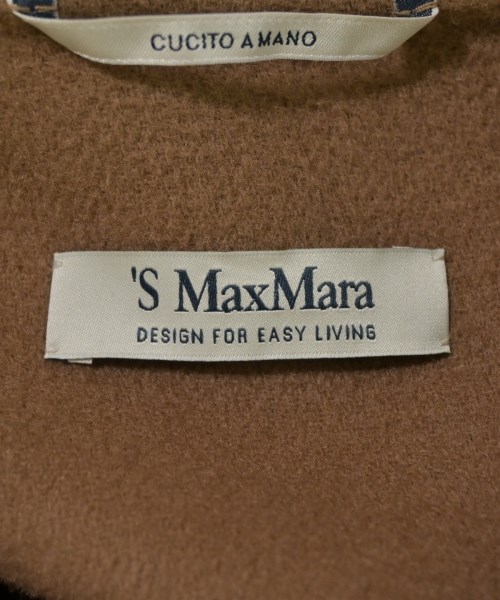 CUCITO A MANO
'S MaxMara
DESIGN FOR EASY LIVING